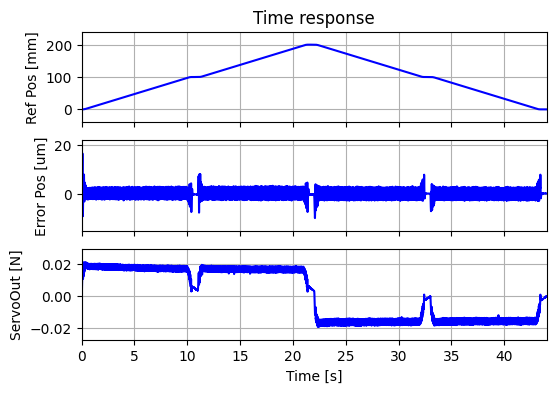 Time response
Ref Pos [mm]
200
100
0
Error Pos [um]
20
0
ServoOut [N]
0.02
0.00
−0.02
0 5 10 15 20 25 30 35 40
Time [s]